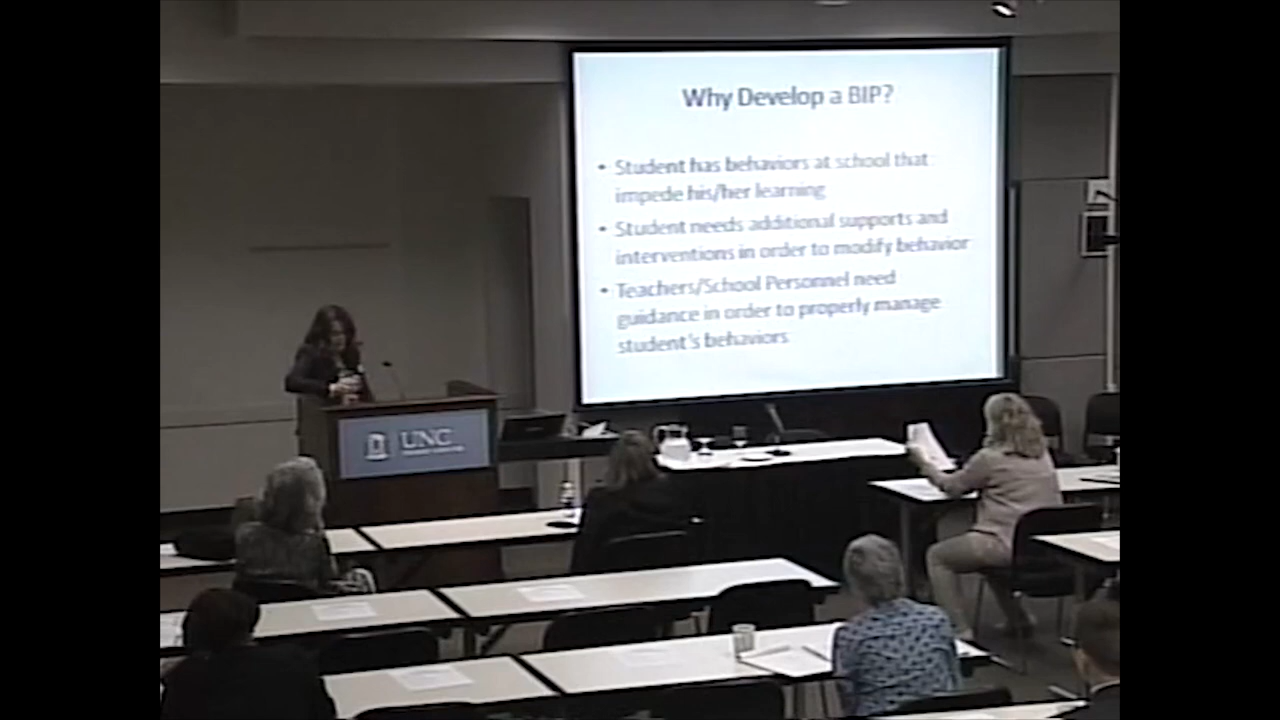 Why Develop a BIP?
• Student has behaviors at school that
impede his/her learning
• Student needs additional supports and
interventions in order to modify behavior
• Teachers/School Personnel need
guidance in order to properly manage
student's behaviors
UNC